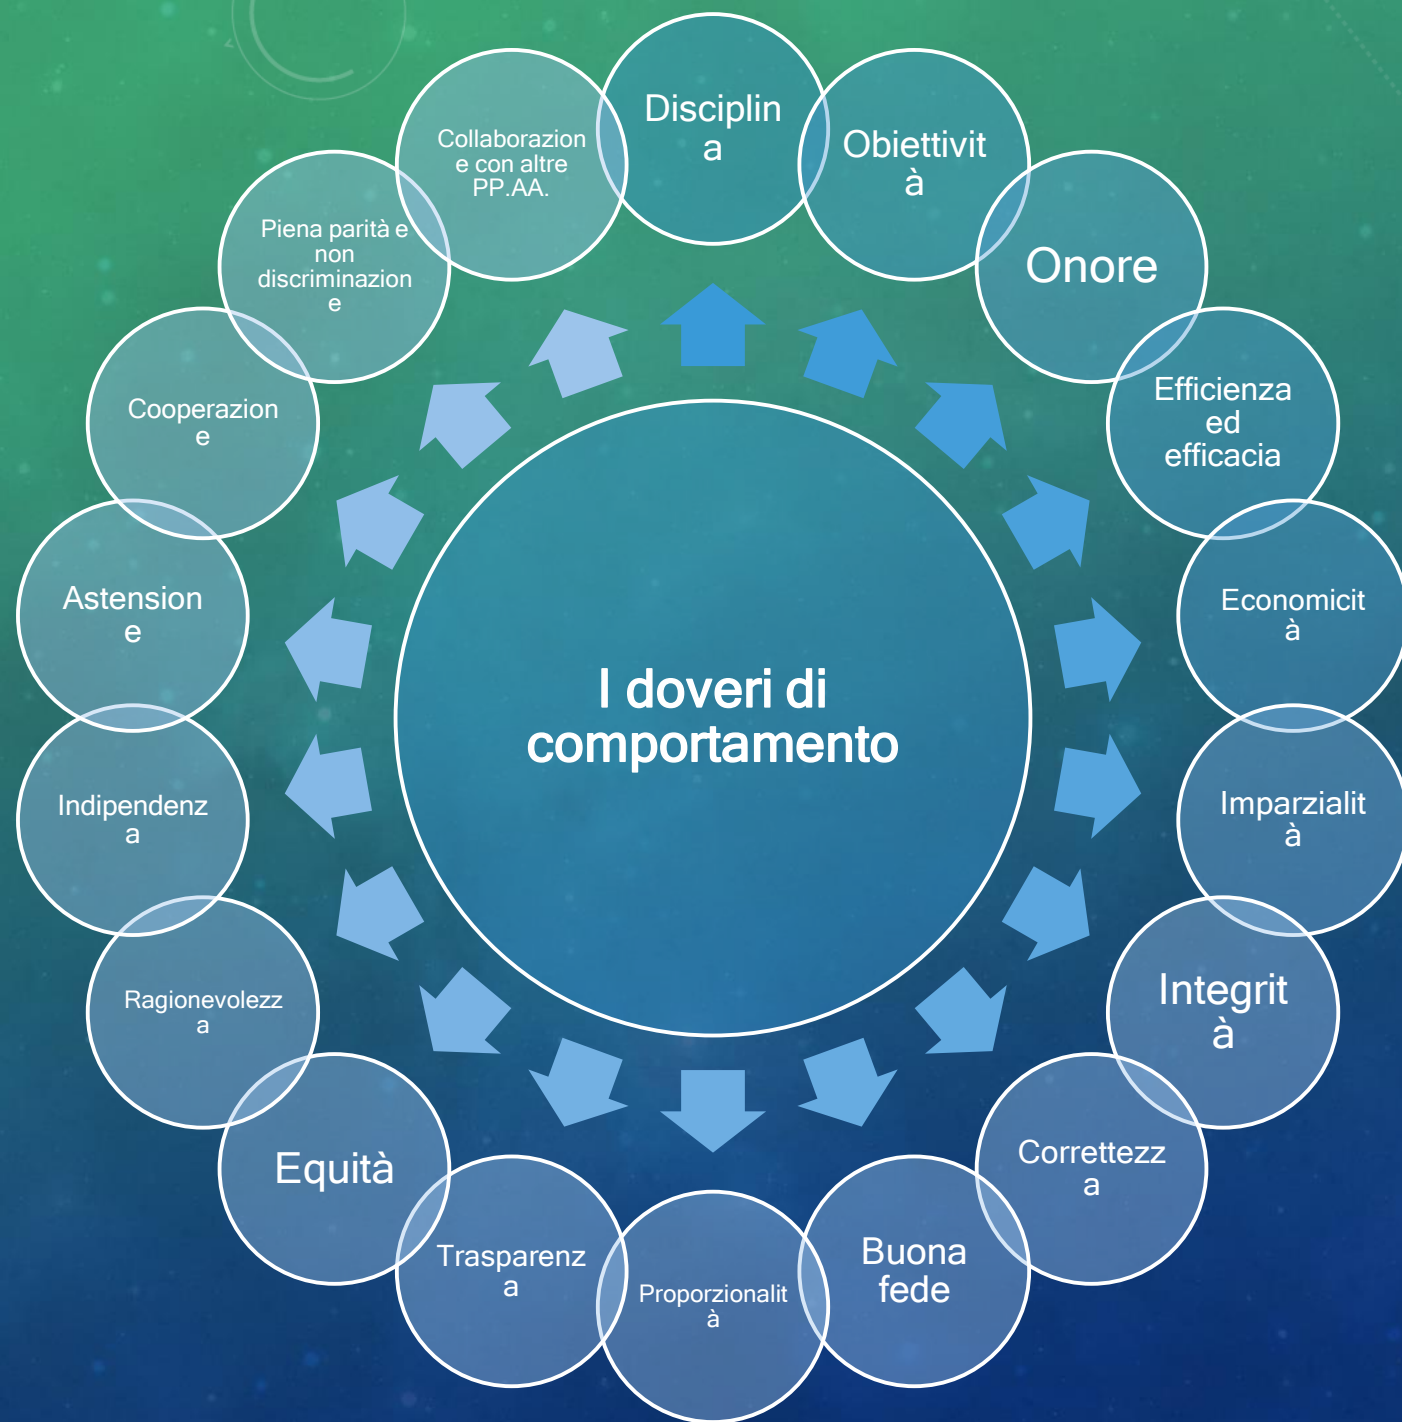 Disciplin
a
Obiettivit
à
Onore
Efficienza
ed
efficacia
Economicit
à
Imparzialit
à
Integrit
à
Correttezz
a
Buona
fede
Proporzionalit
à
Trasparenz
a
Equità
Ragionevolezz
a
Indipendenz
a
Astension
e
Cooperazion
e
Piena parità e
non
discriminazion
e
Collaborazion
e con altre
PP.AA.
I doveri di
comportamento